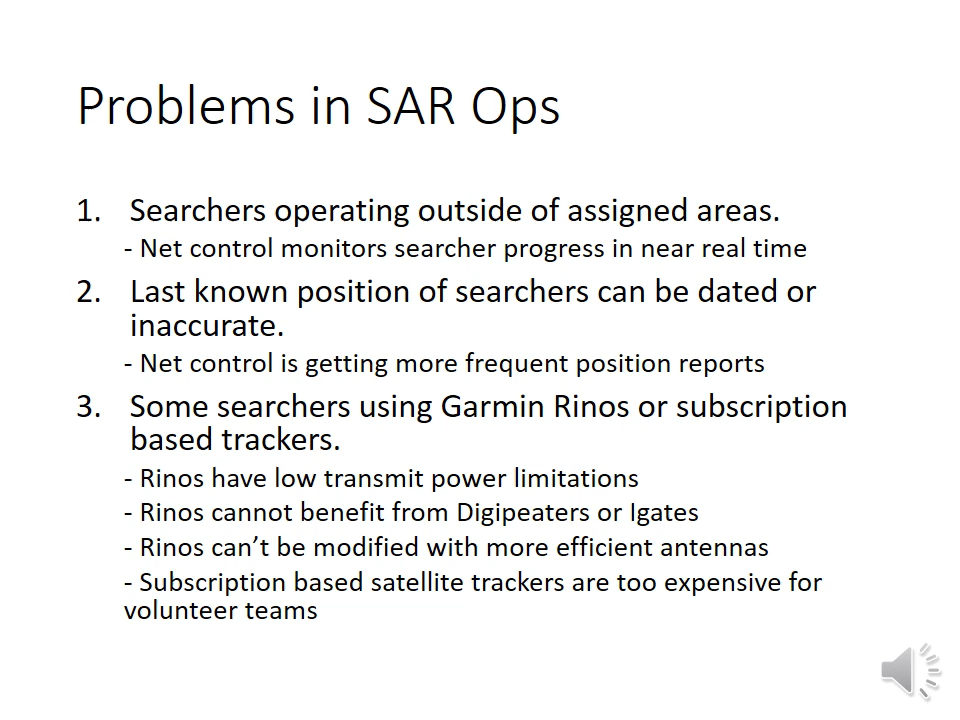 Problems in SAR Ops
1. Searchers operating outside of assigned areas.
- Net control monitors searcher progress in near real time
2. Last known position of searchers can be dated or
inaccurate.
- Net control is getting more frequent position reports
3. Some searchers using Garmin Rinos or subscription
based trackers.
- Rinos have low transmit power limitations
- Rinos cannot benefit from Digipeaters or Igates
- Rinos can’t be modified with more efficient antennas
- Subscription based satellite trackers are too expensive for
volunteer teams